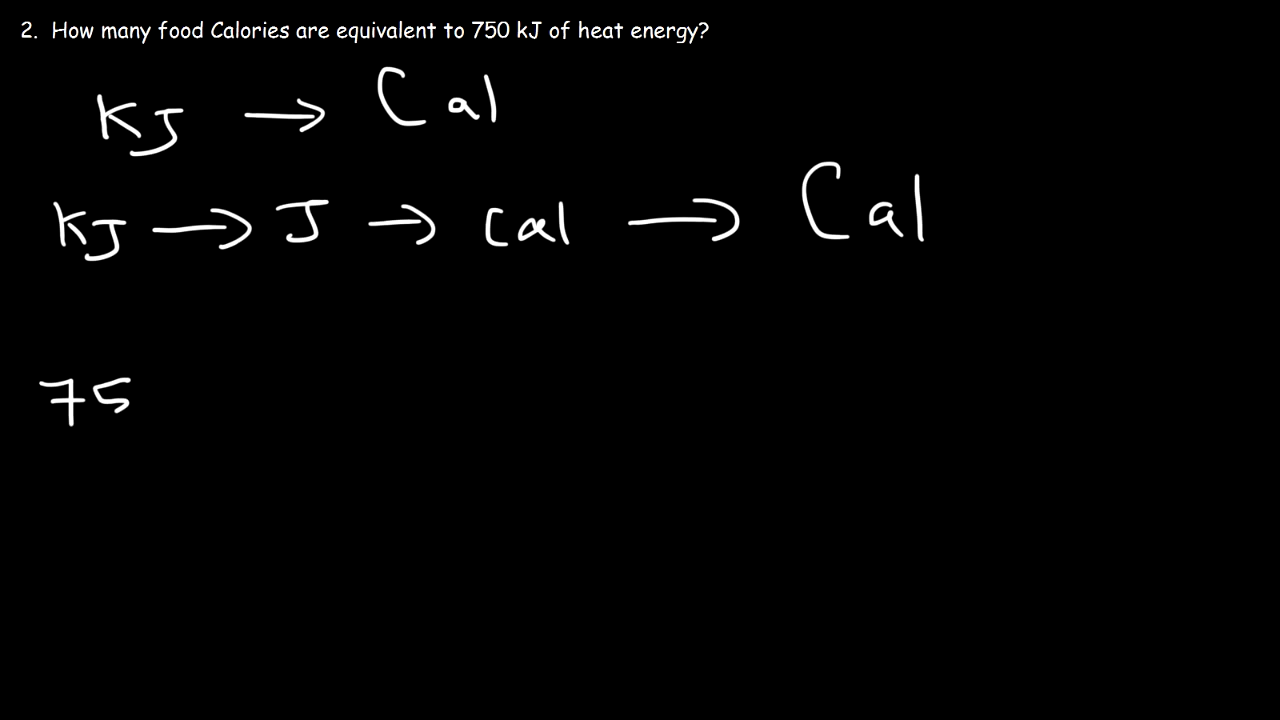 2. How many food Calories are equivalent to 750 kJ of heat energy?
KJ → Cal
KJ → J → cal → Cal
75